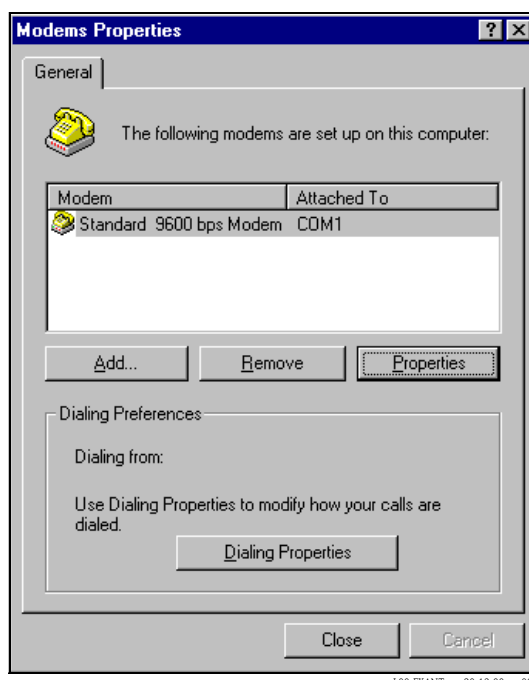 Modems Properties
General
The following modems are set up on this computer:
Modem Attached To
Standard 9600 bps Modem COM1
Add... Remove Properties
Dialing Preferences
Dialing from:
Use Dialing Properties to modify how your calls are
dialed.
Dialing Properties
Close Cancel